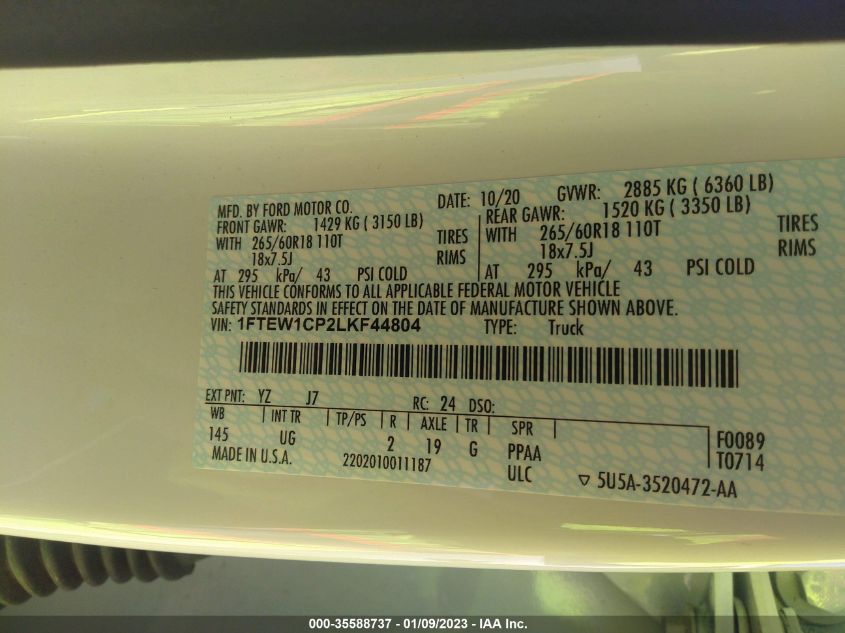 MFD. BY FORD MOTOR CO. DATE: 10/20 GVWR: 2885 KG ( 6360 LB)
FRONT GAWR: 1429 KG ( 3150 LB) REAR GAWR: 1520 KG ( 3350 LB)
WITH 265/60R18 110T TIRES WITH 265/60R18 110T TIRES
18x7.5J RIMS 18x7.5J RIMS
AT 295 kPa/ 43 PSI COLD AT 295 kPa/ 43 PSI COLD
THIS VEHICLE CONFORMS TO ALL APPLICABLE FEDERAL MOTOR VEHICLE
SAFETY STANDARDS IN EFFECT ON THE DATE OF MANUFACTURE SHOWN ABOVE.
VIN: 1FTEW1CP2LKF44804 TYPE: Truck
EXT PNT: YZ J7 RC: 24 DSO:
WB INT TR TP/PS R AXLE TR SPR F0089
145 UG 2 19 G PPAA T0714
MADE IN U.S.A. 2202010011187 ULC 5U5A-3520472-AA
000-35588737 - 01/09/2023 - IAA Inc.